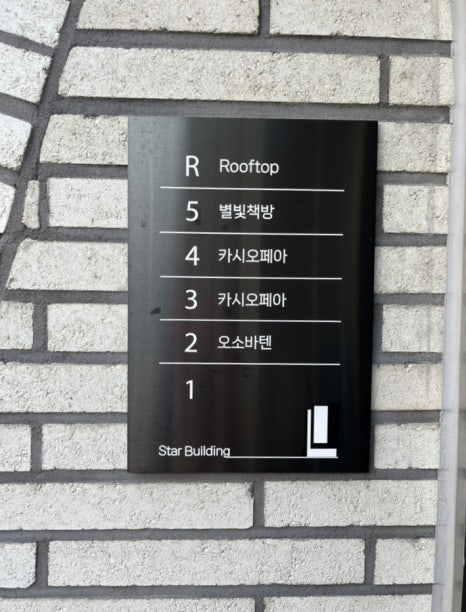 R Rooftop
5 별빛책방
4 카시오페아
3 카시오페아
2 오소바텐
1
Star Building